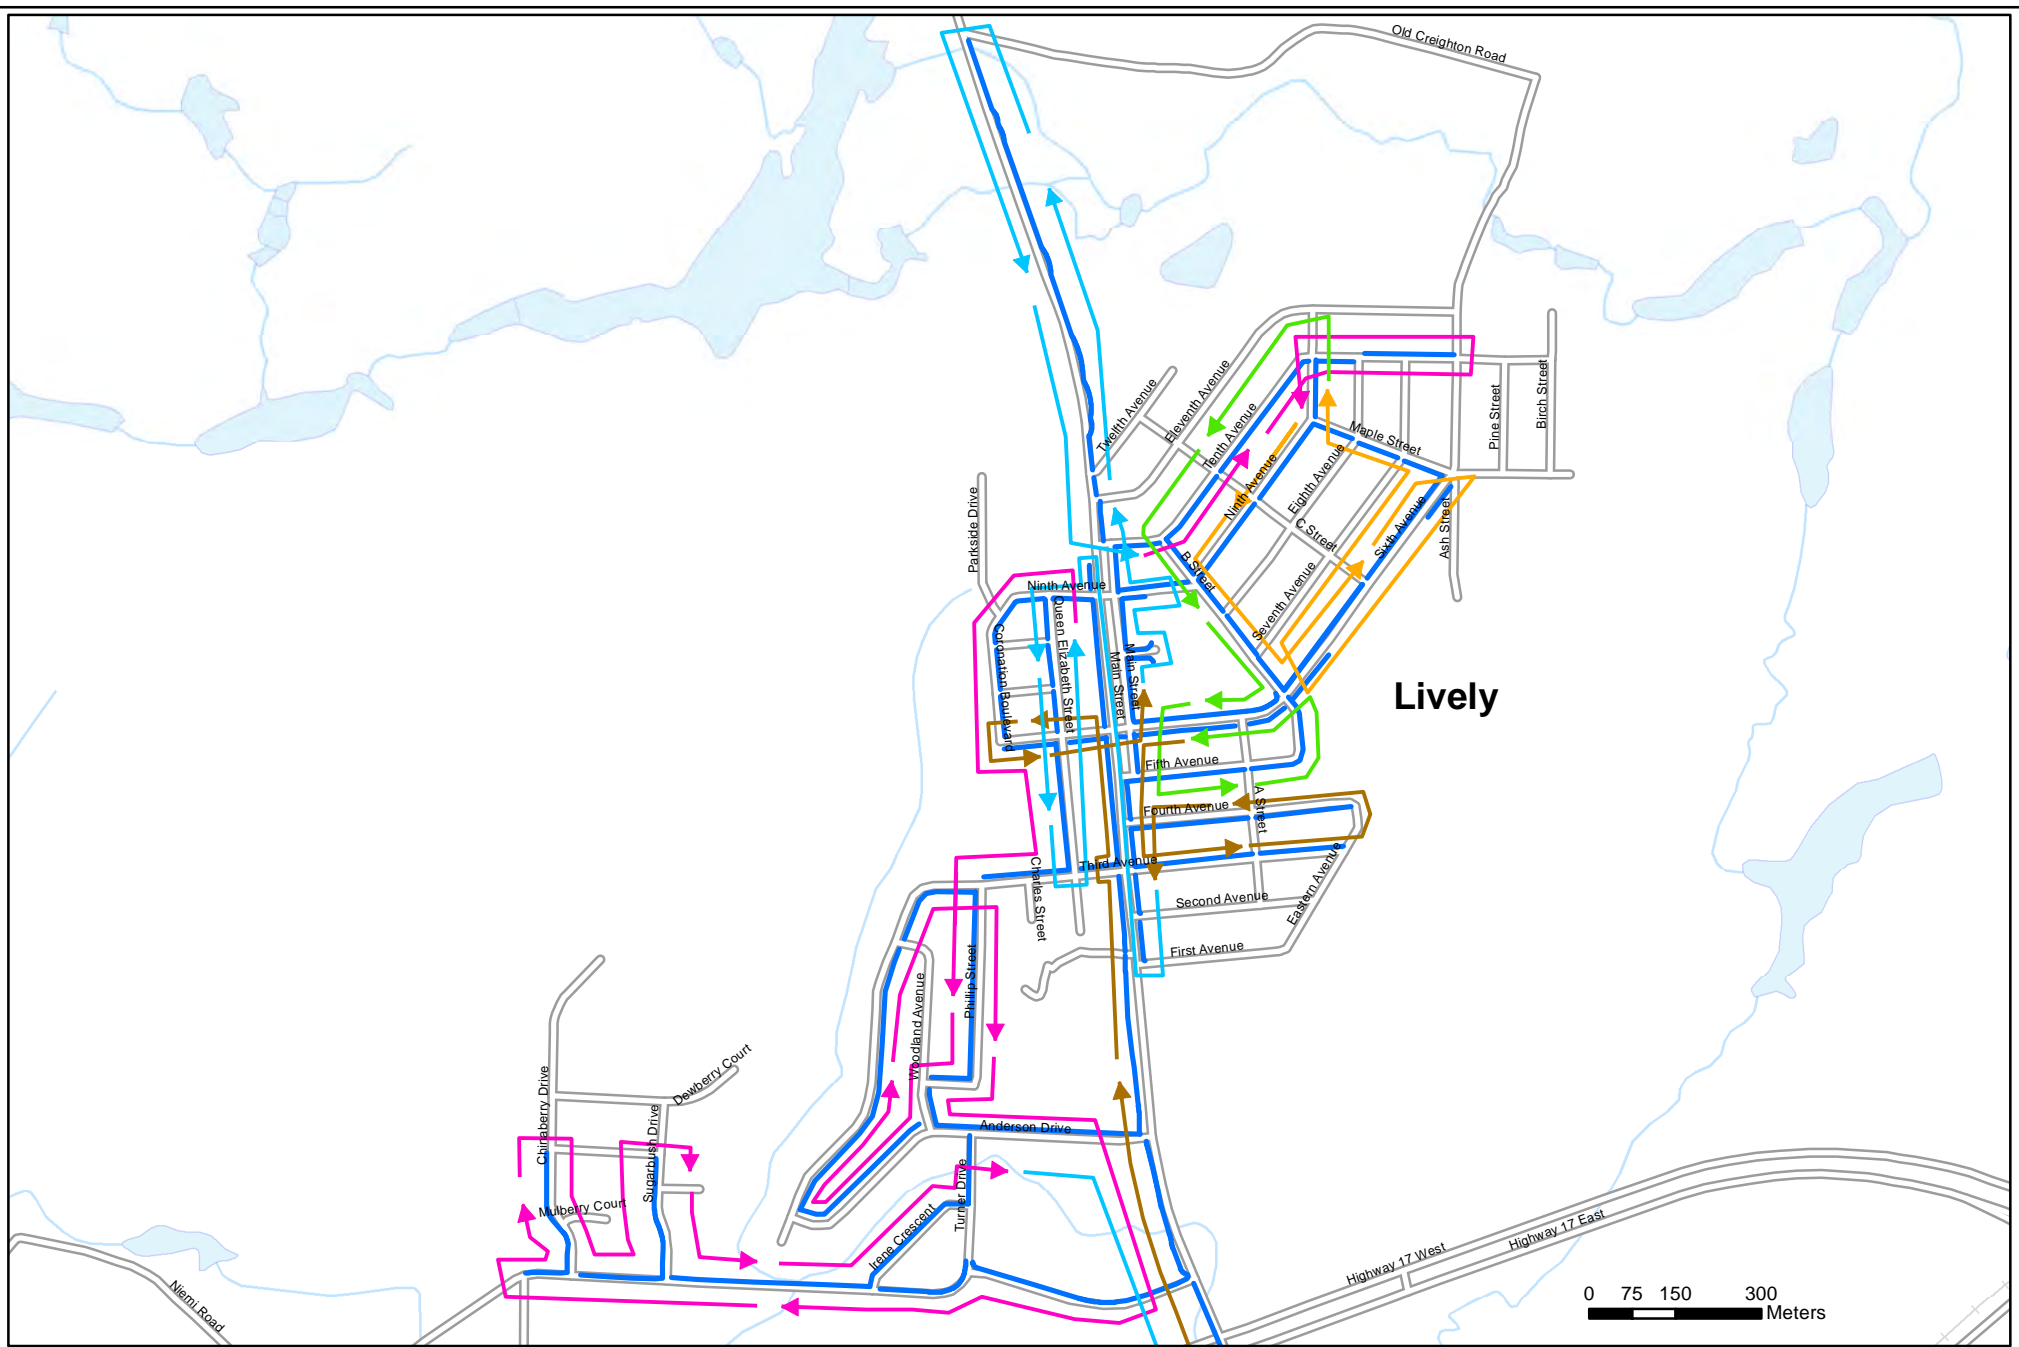 Old Creighton Road
Twelfth Avenue
Eleventh Avenue
Tenth Avenue
Ninth Avenue
Eighth Avenue
Maple Street
Pine Street
Birch Street
Parkside Drive
C Street
Sixth Avenue
Ash Street
B Street
Seventh Avenue
Ninth Avenue
Queen Elizabeth Street
Coronation Boulevard
Main Street
Main Street
Lively
Fifth Avenue
Fourth Avenue
A Street
Third Avenue
Charles Street
Second Avenue
Eastern Avenue
First Avenue
Phillip Street
Woodland Avenue
Dewberry Court
Chinaberry Drive
Sugarbush Drive
Anderson Drive
Turner Drive
Mulberry Court
Irene Crescent
Highway 17 East
Highway 17 West
Niemi Road
0 75 150 300
Meters